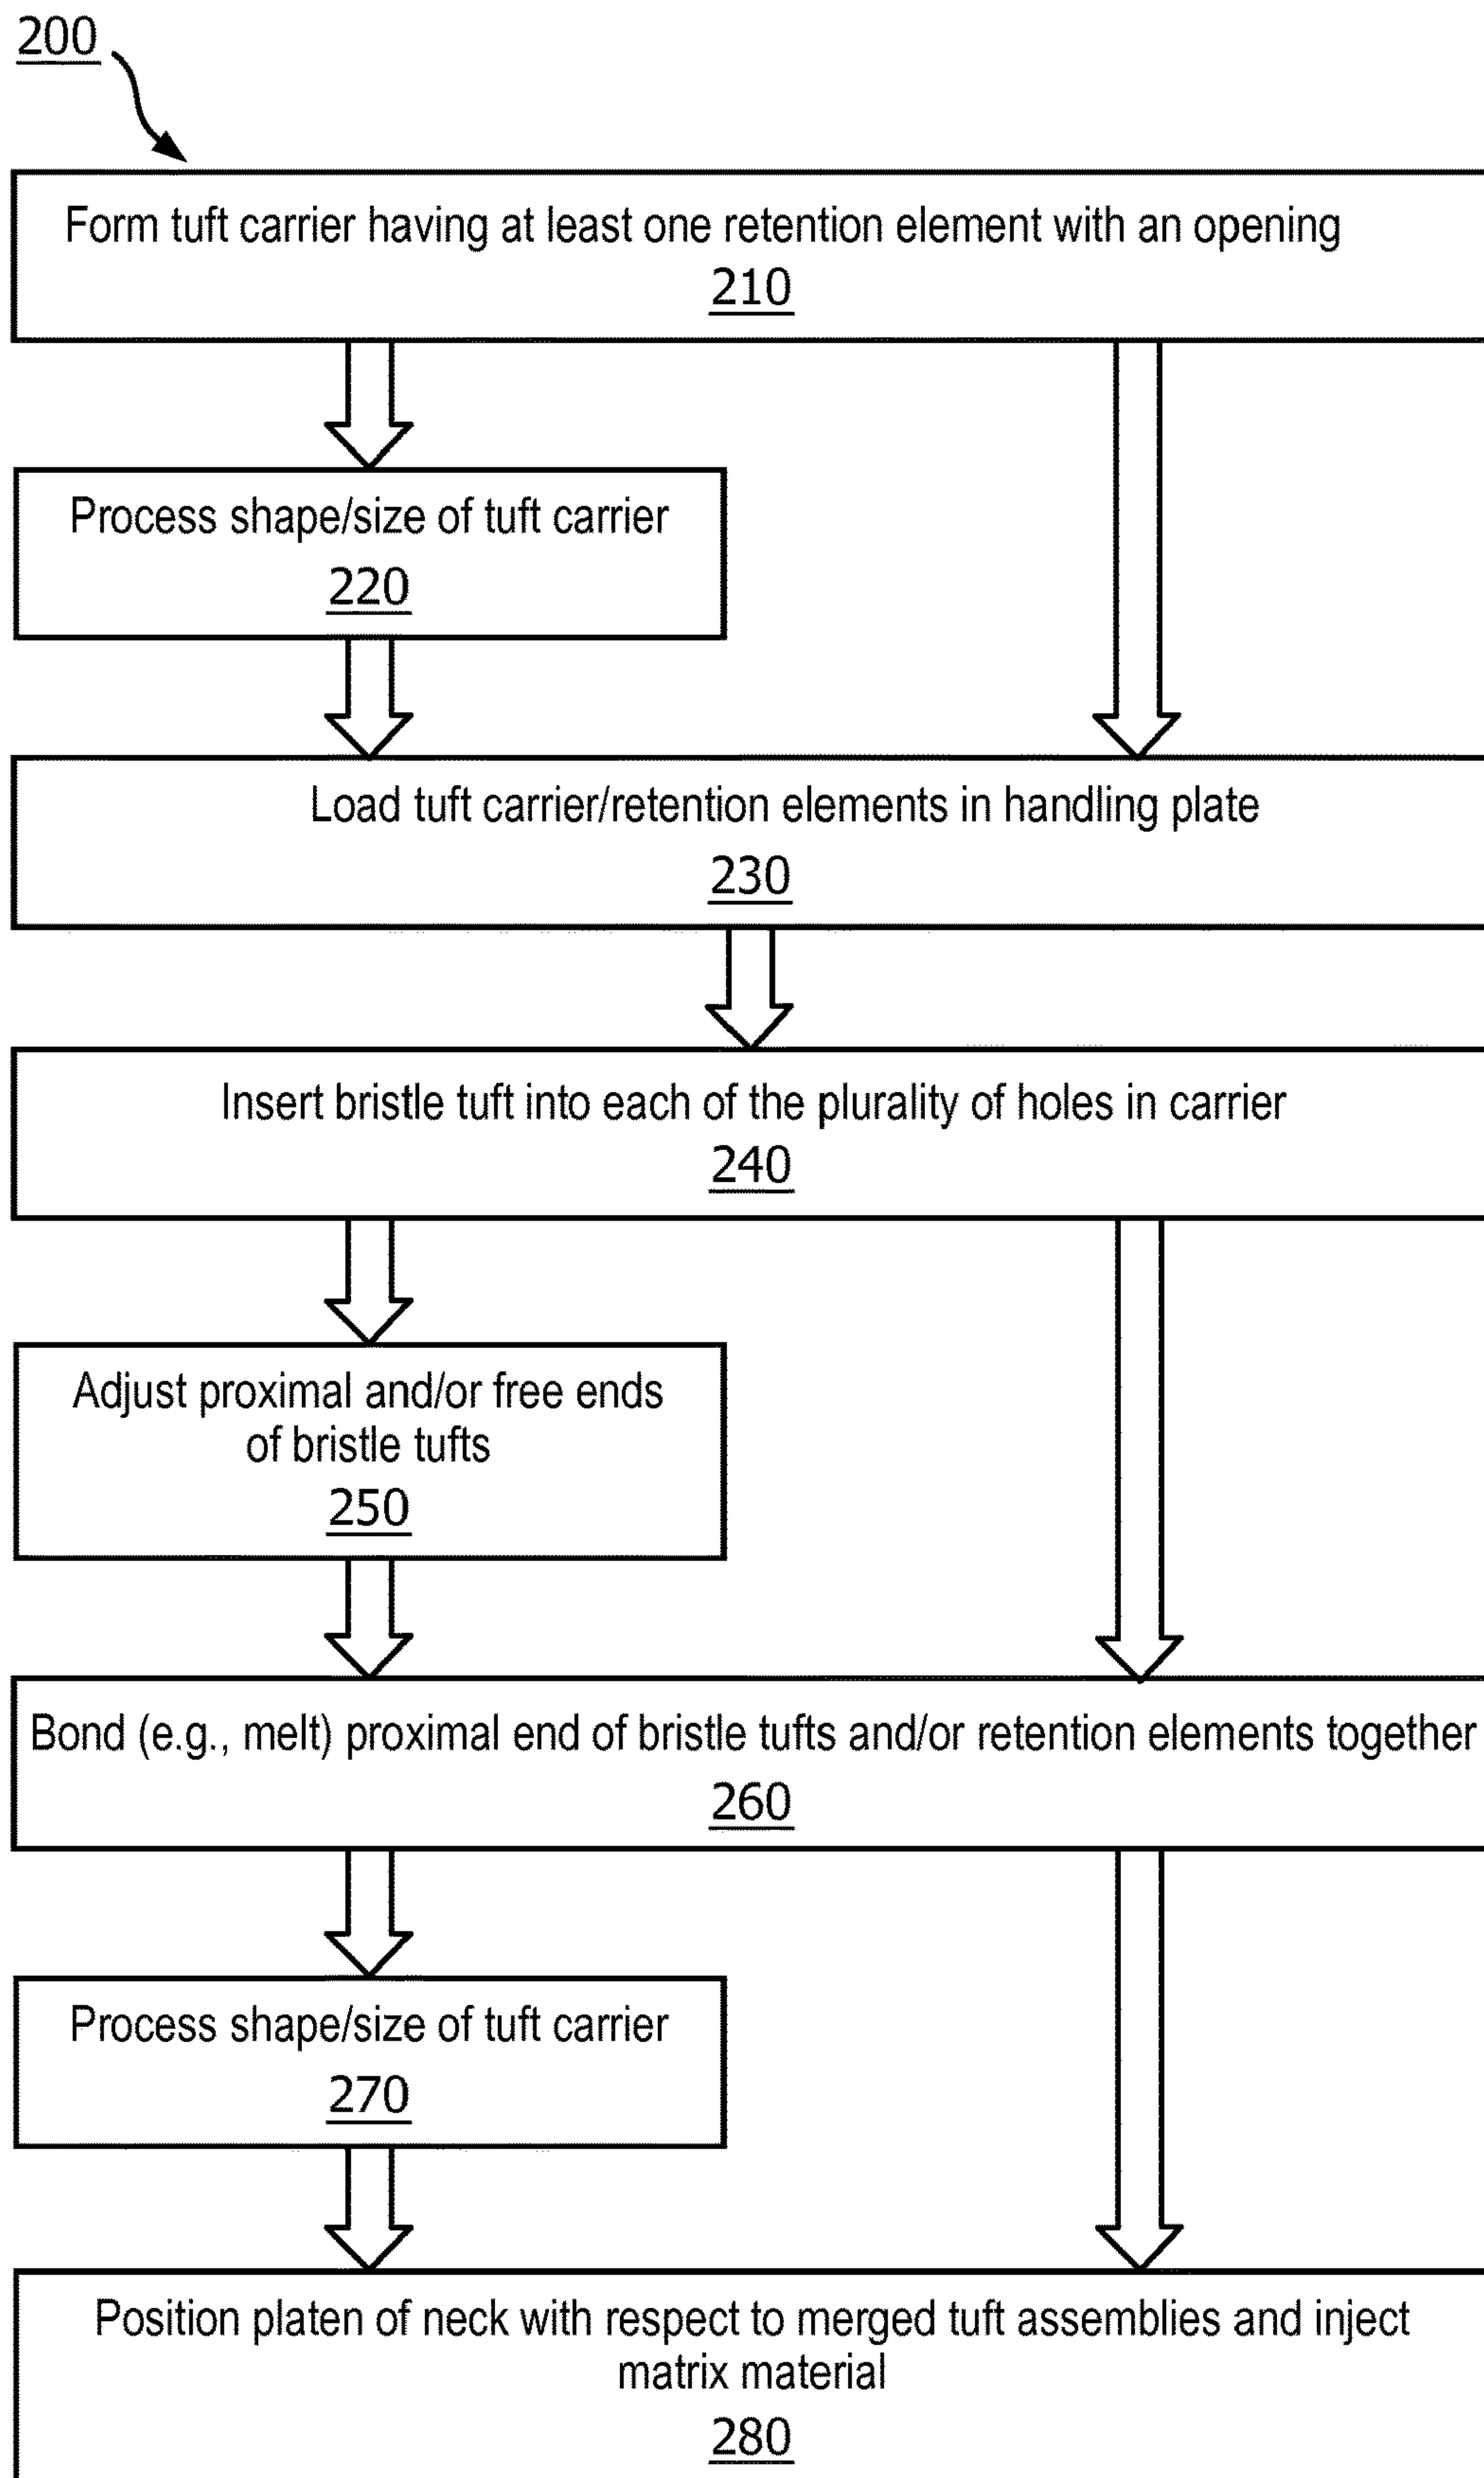 200
Form tuft carrier having at least one retention element with an opening
210
Process shape/size of tuft carrier
220
Load tuft carrier/retention elements in handling plate
230
Insert bristle tuft into each of the plurality of holes in carrier
240
Adjust proximal and/or free ends
of bristle tufts
250
Bond (e.g., melt) proximal end of bristle tufts and/or retention elements together
260
Process shape/size of tuft carrier
270
Position platen of neck with respect to merged tuft assemblies and inject
matrix material
280